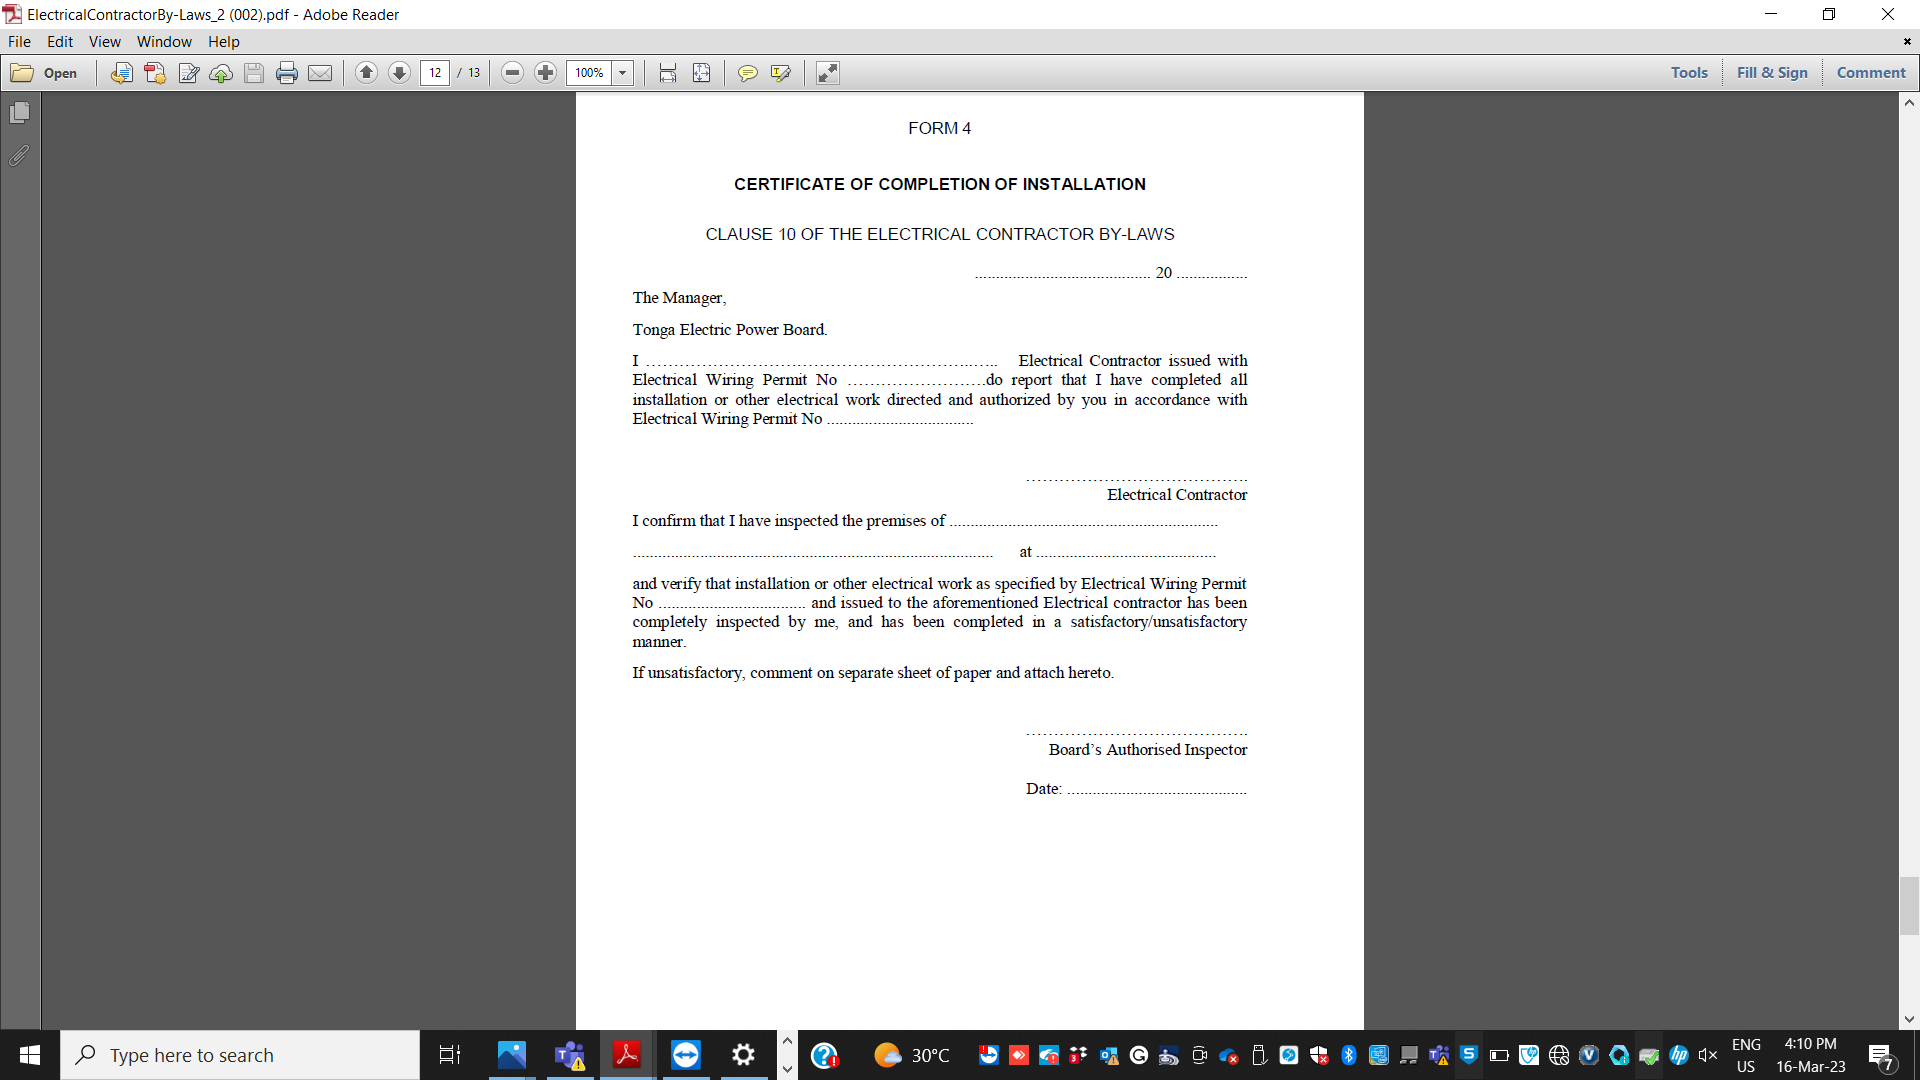 ElectricalContractorBy-Laws_2 (002).pdf - Adobe Reader
File Edit View Window Help
Open 12 / 13 100% Tools Fill & Sign Comment
FORM 4
CERTIFICATE OF COMPLETION OF INSTALLATION
CLAUSE 10 OF THE ELECTRICAL CONTRACTOR BY-LAWS
.......................................... 20 .................
The Manager,
Tonga Electric Power Board.
I …………………………………………………….….. Electrical Contractor issued with
Electrical Wiring Permit No …………………….do report that I have completed all
installation or other electrical work directed and authorized by you in accordance with
Electrical Wiring Permit No ...................................
………………………………….
Electrical Contractor
I confirm that I have inspected the premises of ................................................................
...................................................................................... at ...........................................
and verify that installation or other electrical work as specified by Electrical Wiring Permit
No ................................... and issued to the aforementioned Electrical contractor has been
completely inspected by me, and has been completed in a satisfactory/unsatisfactory
manner.
If unsatisfactory, comment on separate sheet of paper and attach hereto.
………………………………….
Board’s Authorised Inspector
Date: ...........................................
Type here to search
30°C
ENG
US
4:10 PM
16-Mar-23
7